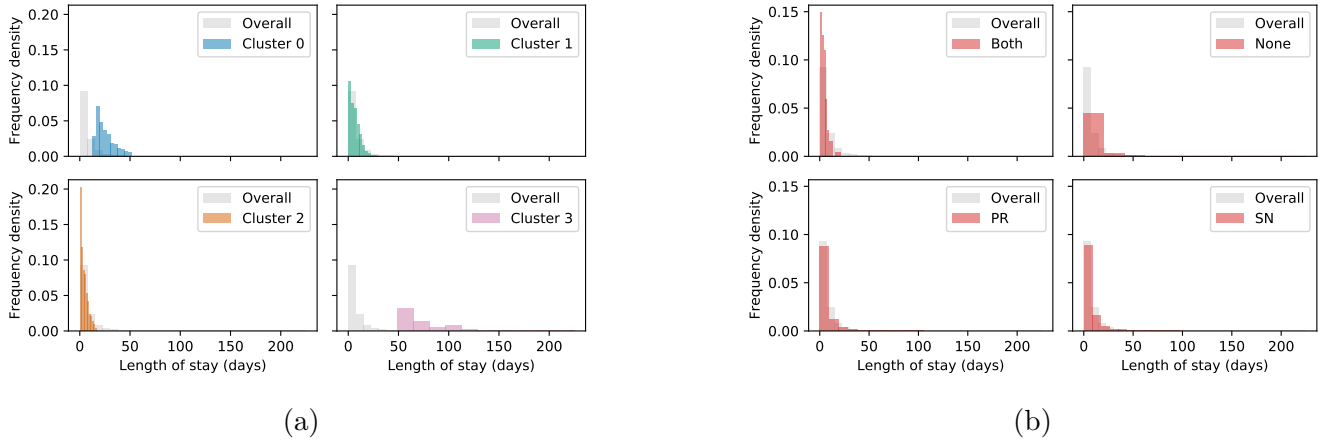 Frequency density
0.20
0.15
0.10
0.05
0.00
Overall
Cluster 0
Overall
Cluster 1
Frequency density
0.20
0.15
0.10
0.05
0.00
Overall
Cluster 2
0
50
100
150
200
Length of stay (days)
Overall
Cluster 3
0
50
100
150
200
Length of stay (days)
(a)
Frequency density
0.15
0.10
0.05
0.00
Overall
Both
Overall
None
Frequency density
0.15
0.10
0.05
0.00
Overall
PR
0
50
100
150
200
Length of stay (days)
Overall
SN
0
50
100
150
200
Length of stay (days)
(b)